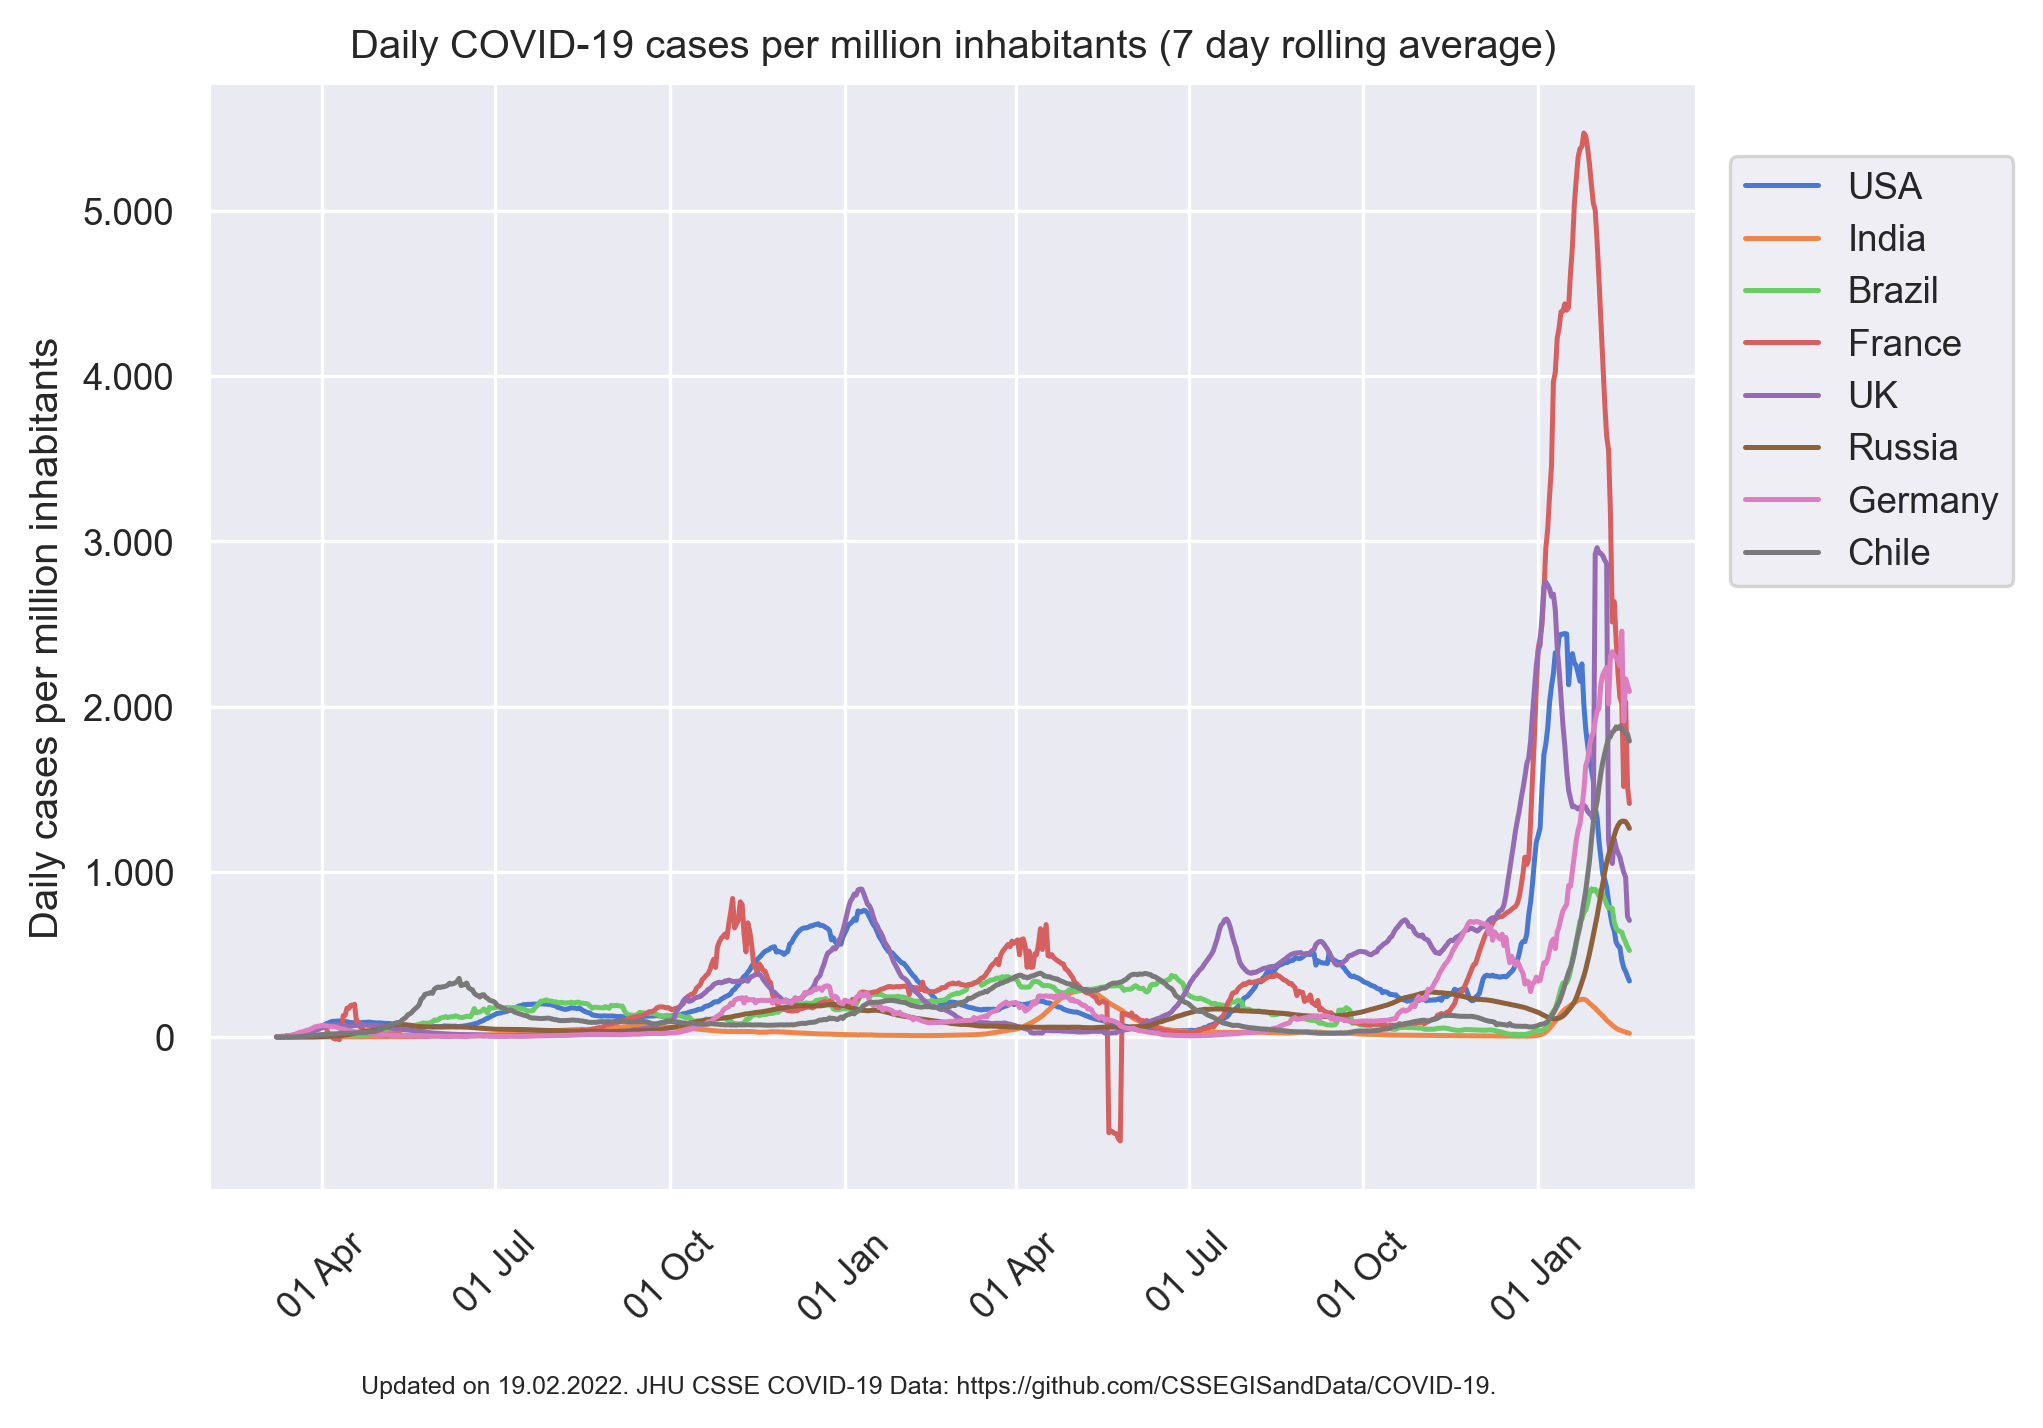 Daily COVID-19 cases per million inhabitants (7 day rolling average)
Daily cases per million inhabitants
5.000
4.000
3.000
2.000
1.000
0
01 Apr
01 Jul
01 Oct
01 Jan
01 Apr
01 Jul
01 Oct
01 Jan
USA
India
Brazil
France
UK
Russia
Germany
Chile
Updated on 19.02.2022. JHU CSSE COVID-19 Data: https://github.com/CSSEGISandData/COVID-19.